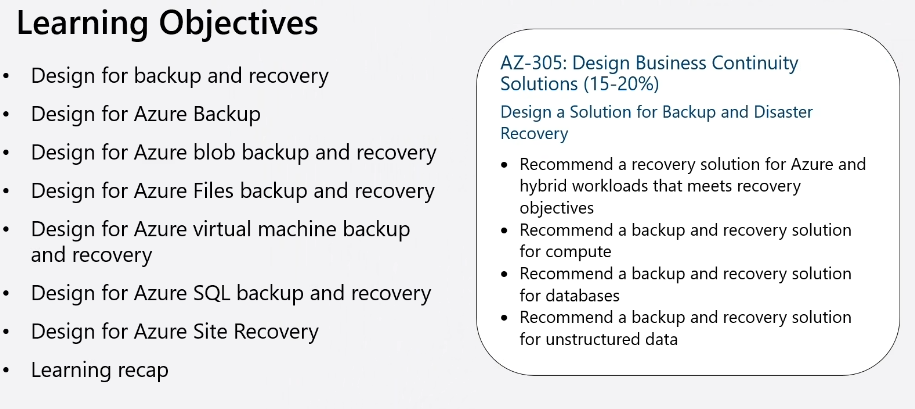 Learning Objectives
• Design for backup and recovery
• Design for Azure Backup
• Design for Azure blob backup and recovery
• Design for Azure Files backup and recovery
• Design for Azure virtual machine backup
and recovery
• Design for Azure SQL backup and recovery
• Design for Azure Site Recovery
• Learning recap
AZ-305: Design Business Continuity
Solutions (15-20%)
Design a Solution for Backup and Disaster
Recovery
• Recommend a recovery solution for Azure and
hybrid workloads that meets recovery
objectives
• Recommend a backup and recovery solution
for compute
• Recommend a backup and recovery solution
for databases
• Recommend a backup and recovery solution
for unstructured data